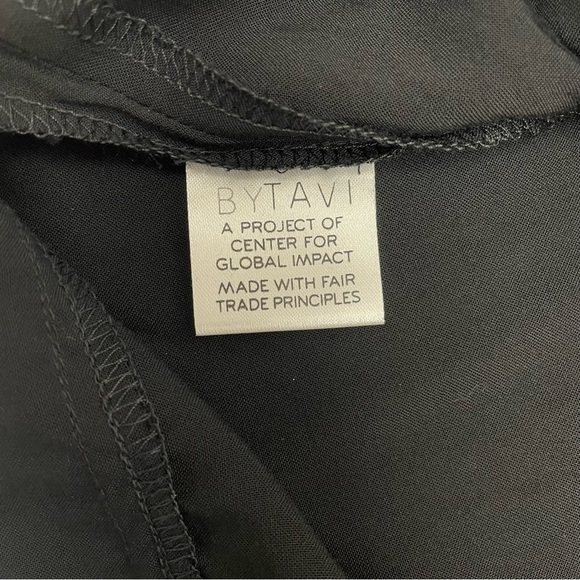 BYTAVI
A PROJECT OF
CENTER FOR
GLOBAL IMPACT
MADE WITH FAIR
TRADE PRINCIPLES